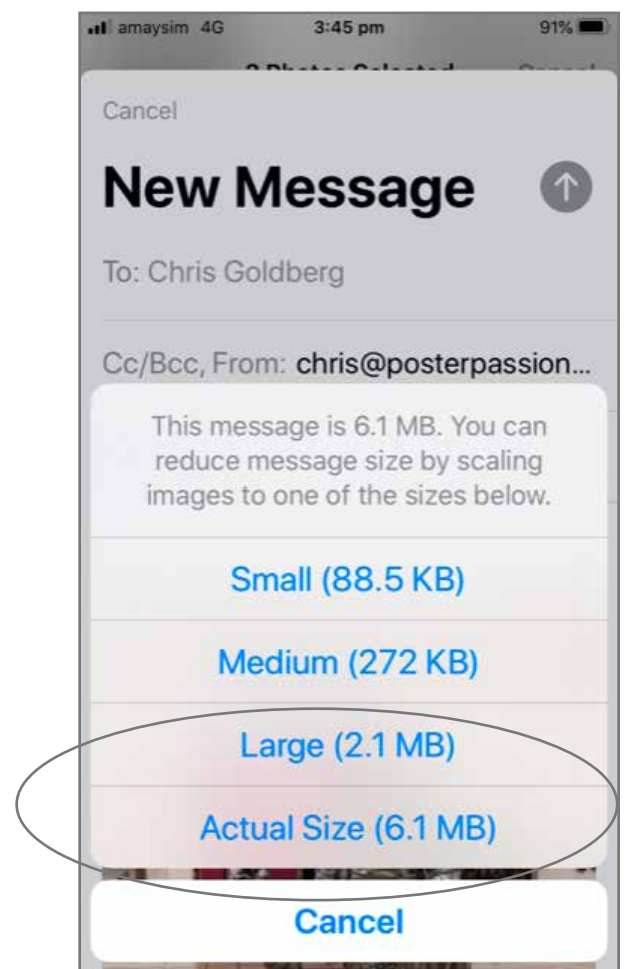 amaysim 4G 3:45 pm 91%
Cancel
New Message
To: Chris Goldberg
Cc/Bcc, From: chris@posterpassion...
This message is 6.1 MB. You can
reduce message size by scaling
images to one of the sizes below.
Small (88.5 KB)
Medium (272 KB)
Large (2.1 MB)
Actual Size (6.1 MB)
Cancel